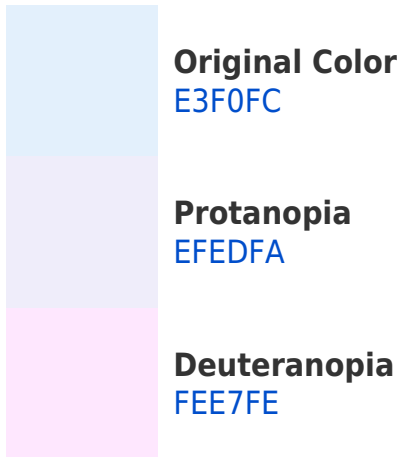 Original Color
E3F0FC
Protanopia
EFEDFA
Deuteranopia
FEE7FE